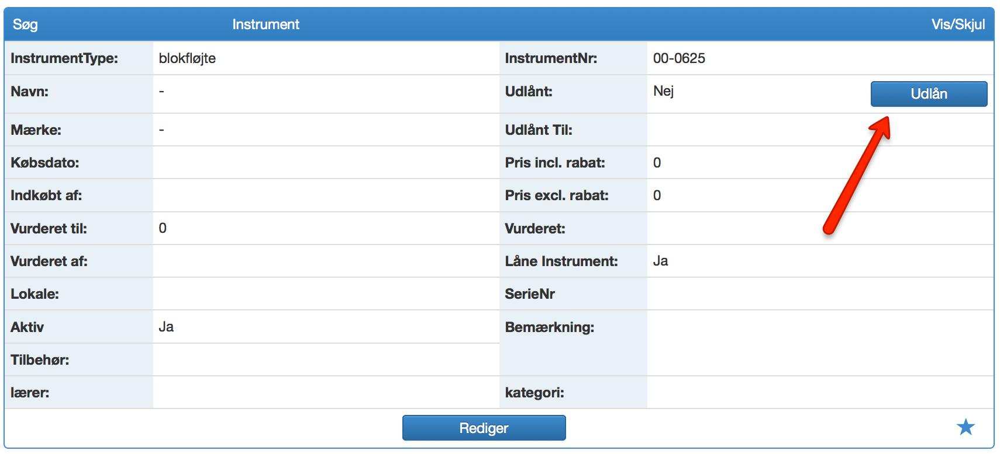 Søg Instrument Vis/Skjul
InstrumentType: blokfløjte InstrumentNr: 00-0625
Navn: - Udlånt: Nej Udlån
Mærke: - Udlånt Til:
Købsdato: Pris incl. rabat: 0
Indkøbt af: Pris excl. rabat: 0
Vurderet til: 0 Vurderet:
Vurderet af: Låne Instrument: Ja
Lokale: SerieNr
Aktiv Ja Bemærkning:
Tilbehør:
lærer: kategori:
Rediger